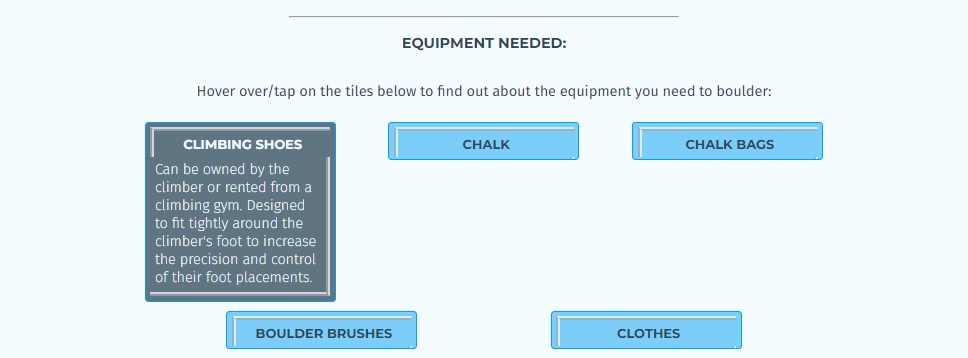 EQUIPMENT NEEDED:
Hover over/tap on the tiles below to find out about the equipment you need to boulder:
CLIMBING SHOES
Can be owned by the
climber or rented from a
climbing gym. Designed
to fit tightly around the
climber's foot to increase
the precision and control
of their foot placements.
CHALK
CHALK BAGS
BOULDER BRUSHES
CLOTHES